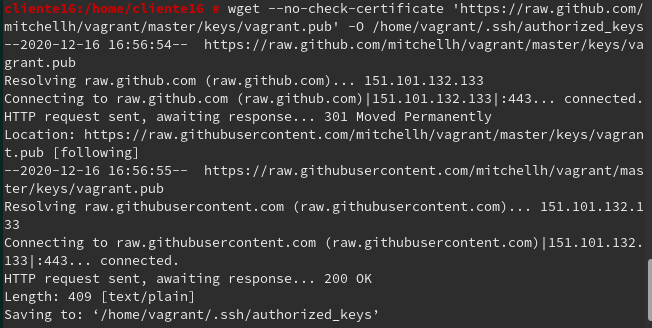 cliente16:/home/cliente16 # wget --no-check-certificate 'https://raw.github.com/
mitchellh/vagrant/master/keys/vagrant.pub' -O /home/vagrant/.ssh/authorized_keys
--2020-12-16 16:56:54--  https://raw.github.com/mitchellh/vagrant/master/keys/va
grant.pub
Resolving raw.github.com (raw.github.com)... 151.101.132.133
Connecting to raw.github.com (raw.github.com)|151.101.132.133|:443... connected.
HTTP request sent, awaiting response... 301 Moved Permanently
Location: https://raw.githubusercontent.com/mitchellh/vagrant/master/keys/vagran
t.pub [following]
--2020-12-16 16:56:55--  https://raw.githubusercontent.com/mitchellh/vagrant/mas
ter/keys/vagrant.pub
Resolving raw.githubusercontent.com (raw.githubusercontent.com)... 151.101.132.1
33
Connecting to raw.githubusercontent.com (raw.githubusercontent.com)|151.101.132.
133|:443... connected.
HTTP request sent, awaiting response... 200 OK
Length: 409 [text/plain]
Saving to: ‘/home/vagrant/.ssh/authorized_keys’